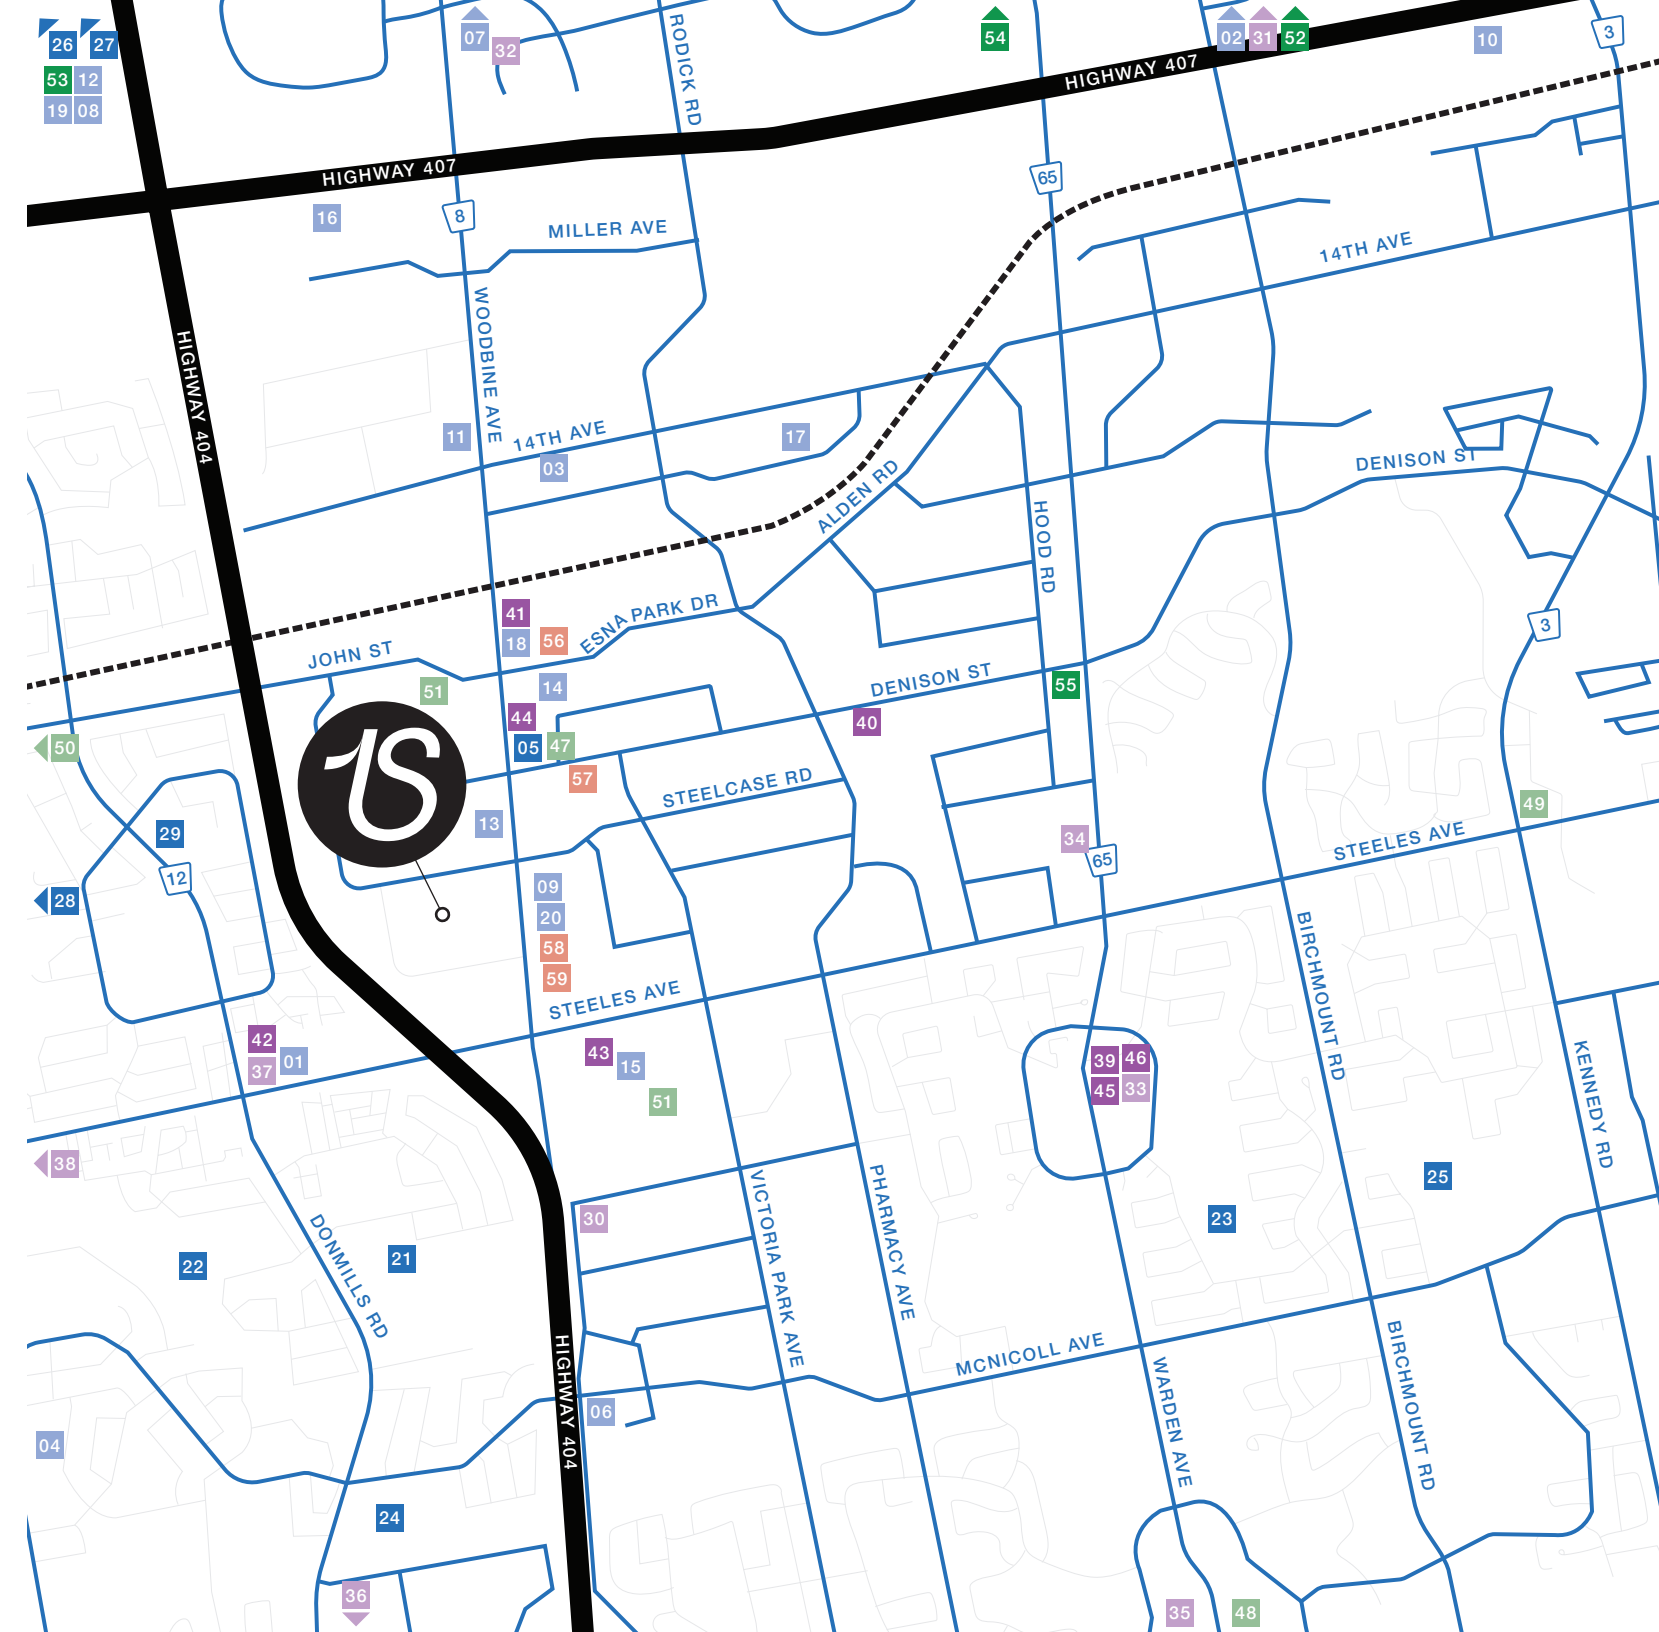 26 27
53 12
19 08
07
32
RODICK RD
54
02 31 52
10
3
HIGHWAY 407
HIGHWAY 407
65
16
8
MILLER AVE
14TH AVE
WOODBINE AVE
HIGHWAY 404
11
14TH AVE
03
17
ALDEN RD
DENISON ST
HOOD RD
41
18 56
ESNA PARK DR
3
JOHN ST
51
14
DENISON ST
55
44
40
05 47
50
1S
57
STEELCASE RD
13
49
29
34
65
STEELES AVE
12
28
09
20
58
59
STEELES AVE
BIRCHMOUNT RD
42
37 01
43
15
51
39 46
45 33
KENNEDY RD
38
25
30
23
VICTORIA PARK AVE
PHARMACY AVE
22
21
DONMILLS RD
HIGHWAY 404
MCNICOLL AVE
BIRCHMOUNT RD
WARDEN AVE
06
04
24
36
35
48